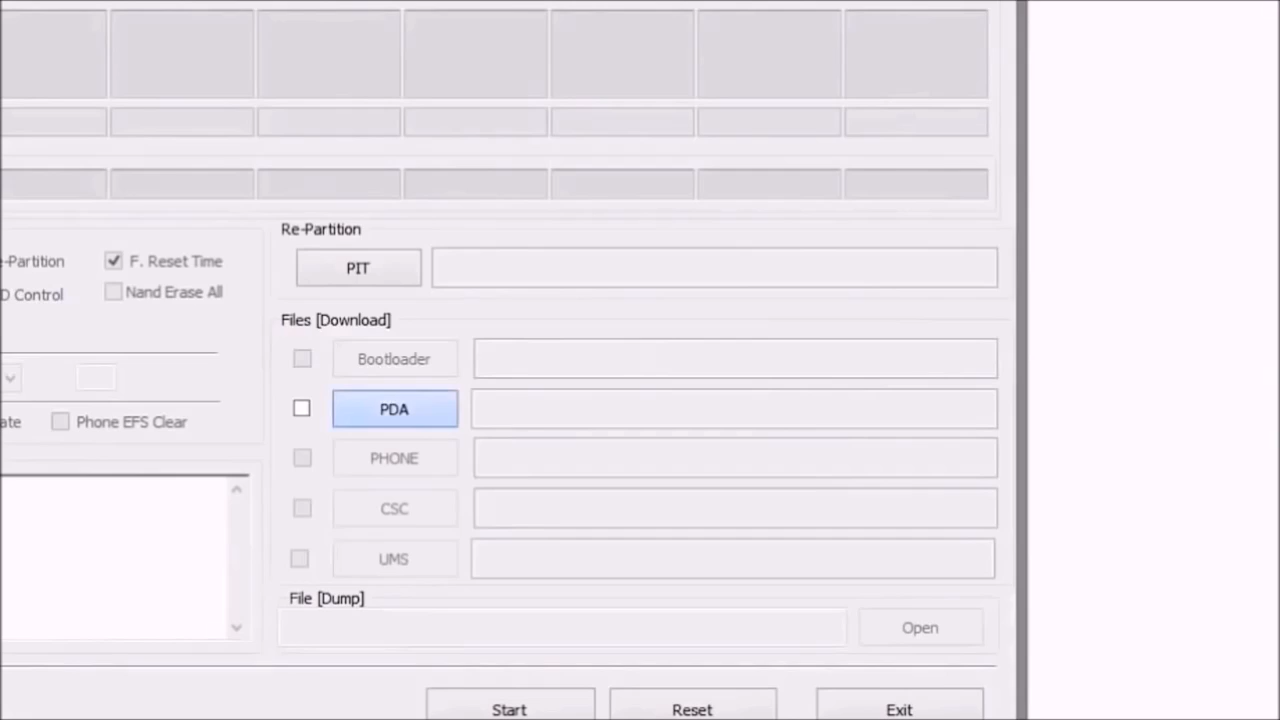 Re-Partition
-Partition
F. Reset Time
PIT
D Control
Nand Erase All
Files [Download]
Bootloader
PDA
ate
Phone EFS Clear
PHONE
CSC
UMS
File [Dump]
Open
Start
Reset
Exit